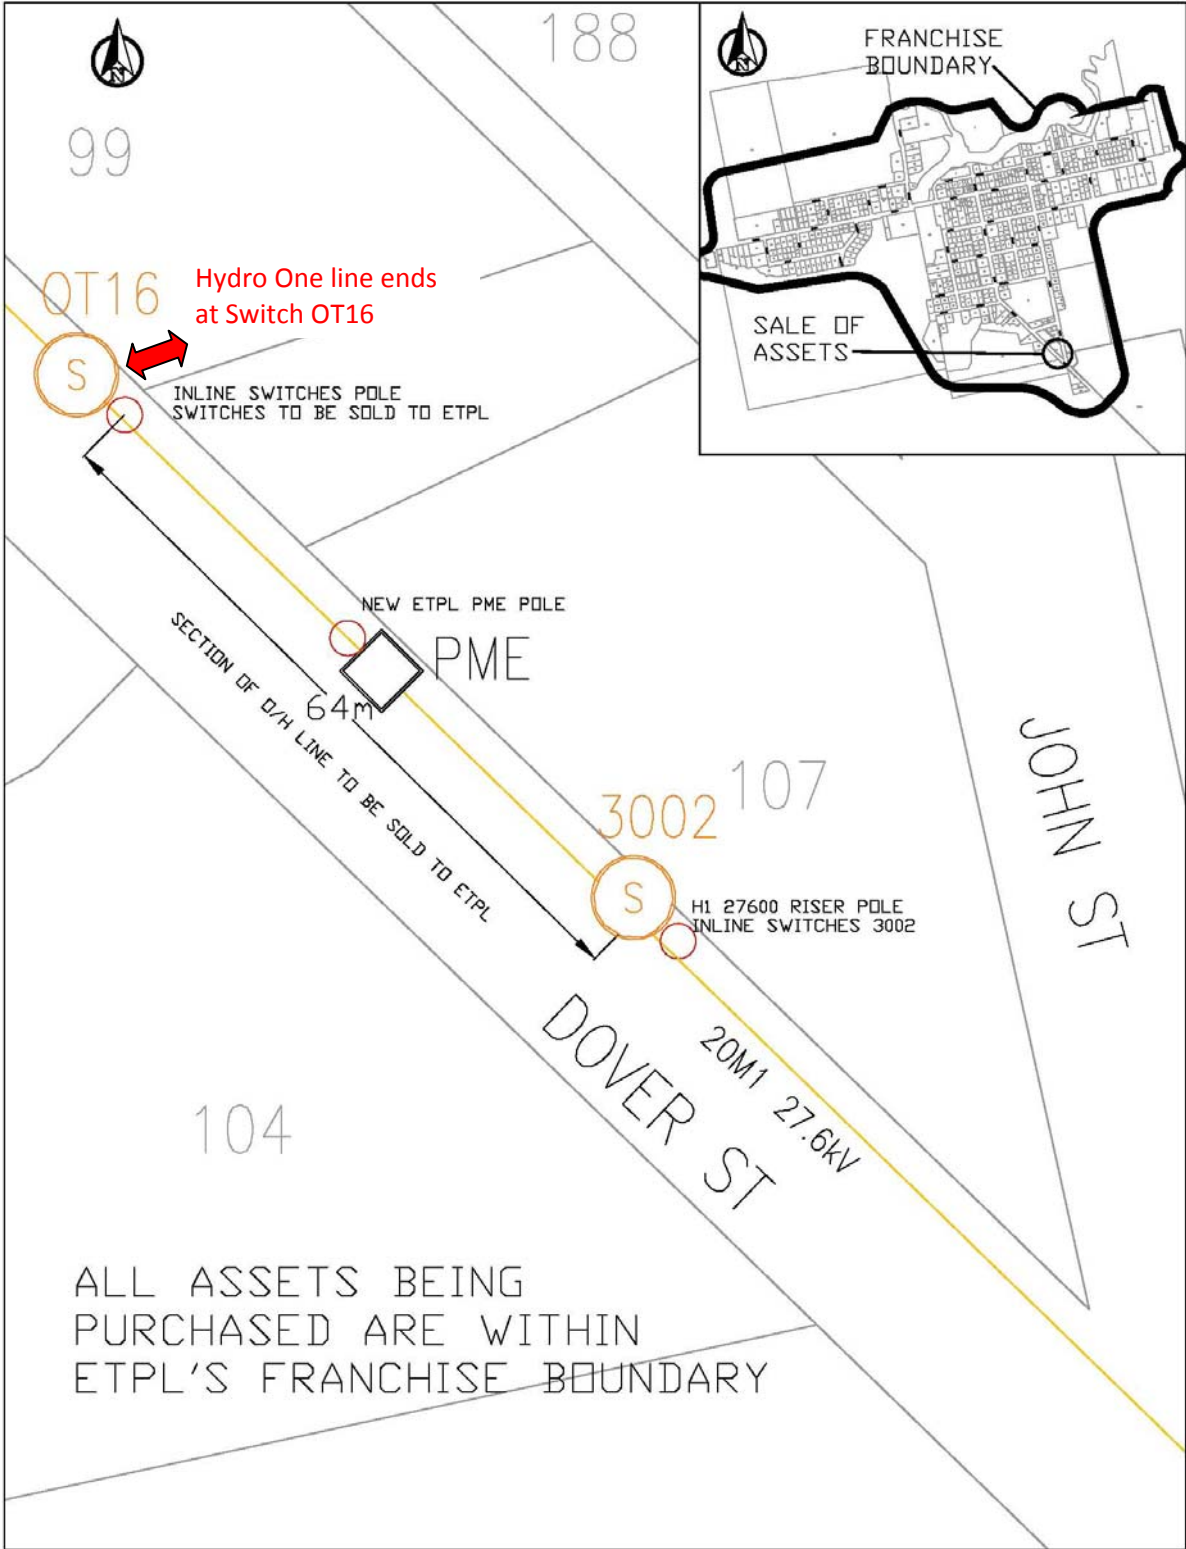 N
188
99
N
FRANCHISE
BOUNDARY
SALE OF
ASSETS
OT16
Hydro One line ends
at Switch OT16
S
INLINE SWITCHES POLE
SWITCHES TO BE SOLD TO ETPL
NEW ETPL PME POLE
PME
SECTION OF O/H LINE TO BE SOLD TO ETPL
64m
107
3002
S
H1 27600 RISER POLE
INLINE SWITCHES 3002
JOHN ST
DOVER ST
20M1 27.6kV
104
ALL ASSETS BEING
PURCHASED ARE WITHIN
ETPL'S FRANCHISE BOUNDARY